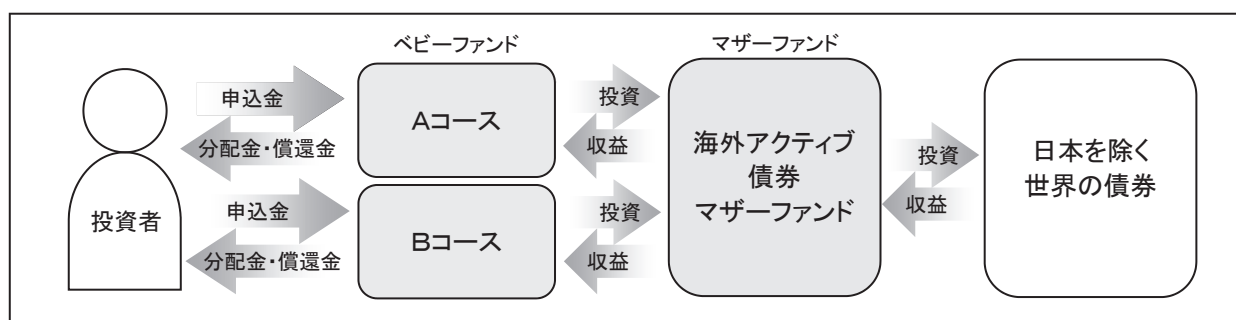 ベビーファンド
マザーファンド
投資者
申込金
分配金・償還金
申込金
分配金・償還金
Aコース
Bコース
投資
収益
投資
収益
海外アクティブ
債券
マザーファンド
投資
収益
日本を除く
世界の債券